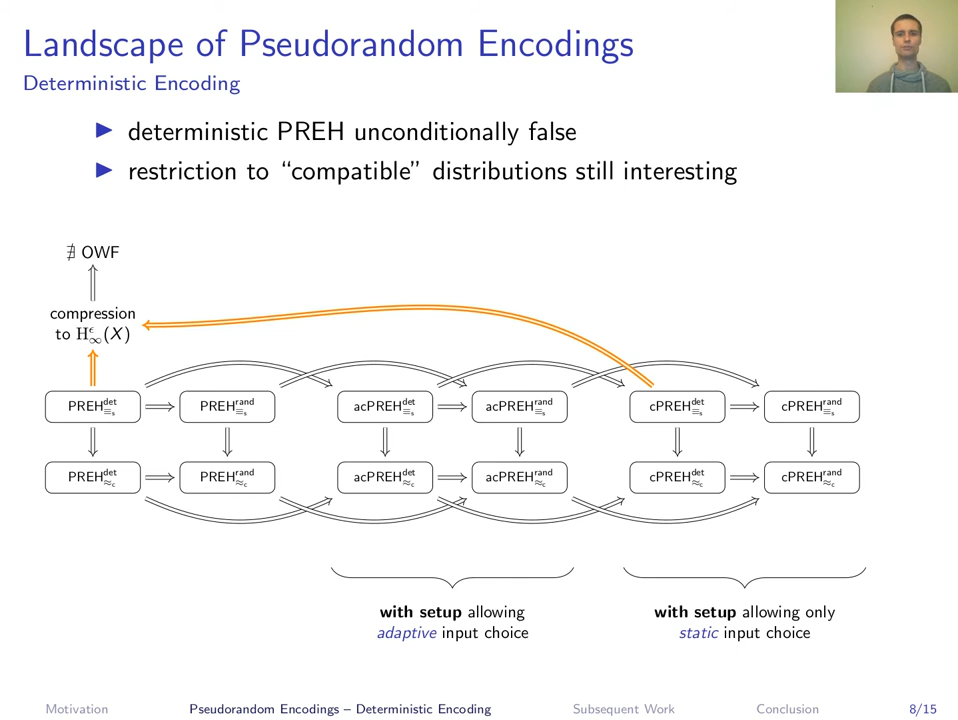 Landscape of Pseudorandom Encodings
Deterministic Encoding
▶ deterministic PREH unconditionally false
▶ restriction to “compatible” distributions still interesting
∄ OWF
compression
to H^ϵ_∞(X)
PREH^det_≡s
PREH^rand_≡s
acPREH^det_≡s
acPREH^rand_≡s
cPREH^det_≡s
cPREH^rand_≡s
PREH^det_≈c
PREH^rand_≈c
acPREH^det_≈c
acPREH^rand_≈c
cPREH^det_≈c
cPREH^rand_≈c
with setup allowing
adaptive input choice
with setup allowing only
static input choice
Motivation
Pseudorandom Encodings – Deterministic Encoding
Subsequent Work
Conclusion
8/15